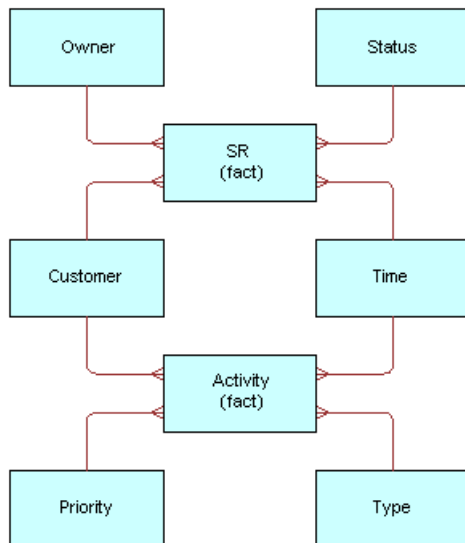 Owner
Status
SR
(fact)
Customer
Time
Activity
(fact)
Priority
Type